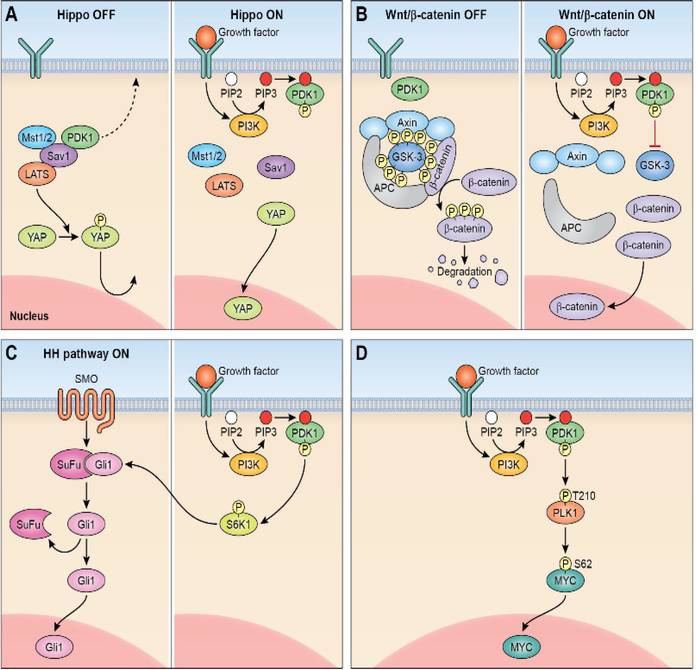 A
Hippo OFF
Mst1/2
PDK1
Sav1
LATS
YAP
P
YAP
Nucleus
Hippo ON
Growth factor
PIP2
PIP3
PDK1
P
PI3K
Mst1/2
Sav1
LATS
YAP
YAP
B
Wnt/β-catenin OFF
PDK1
Axin
P P P P
GSK-3
P P
P P
P P
β-catenin
APC
β-catenin
P P P
β-catenin
Degradation
Wnt/β-catenin ON
Growth factor
PIP2
PIP3
PDK1
P
PI3K
Axin
GSK-3
APC
β-catenin
β-catenin
β-catenin
C
HH pathway ON
SMO
SuFu
Gli1
SuFu
Gli1
Gli1
Gli1
Growth factor
PIP2
PIP3
PDK1
P
PI3K
P
S6K1
D
Growth factor
PIP2
PIP3
PDK1
P
PI3K
P T210
PLK1
P S62
MYC
MYC